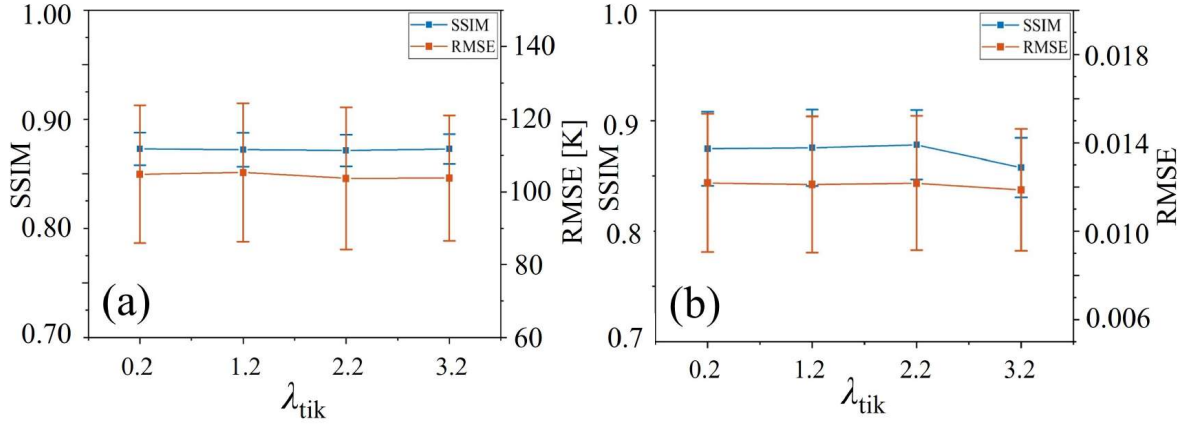 1.00
0.90
0.80
0.70
SSIM
SSIM
RMSE
140
120
100
80
60
RMSE [K]
(a)
0.2 1.2 2.2 3.2
λtik
1.0
0.9
0.8
0.7
SSIM
SSIM
RMSE
0.018
0.014
0.010
0.006
RMSE
(b)
0.2 1.2 2.2 3.2
λtik